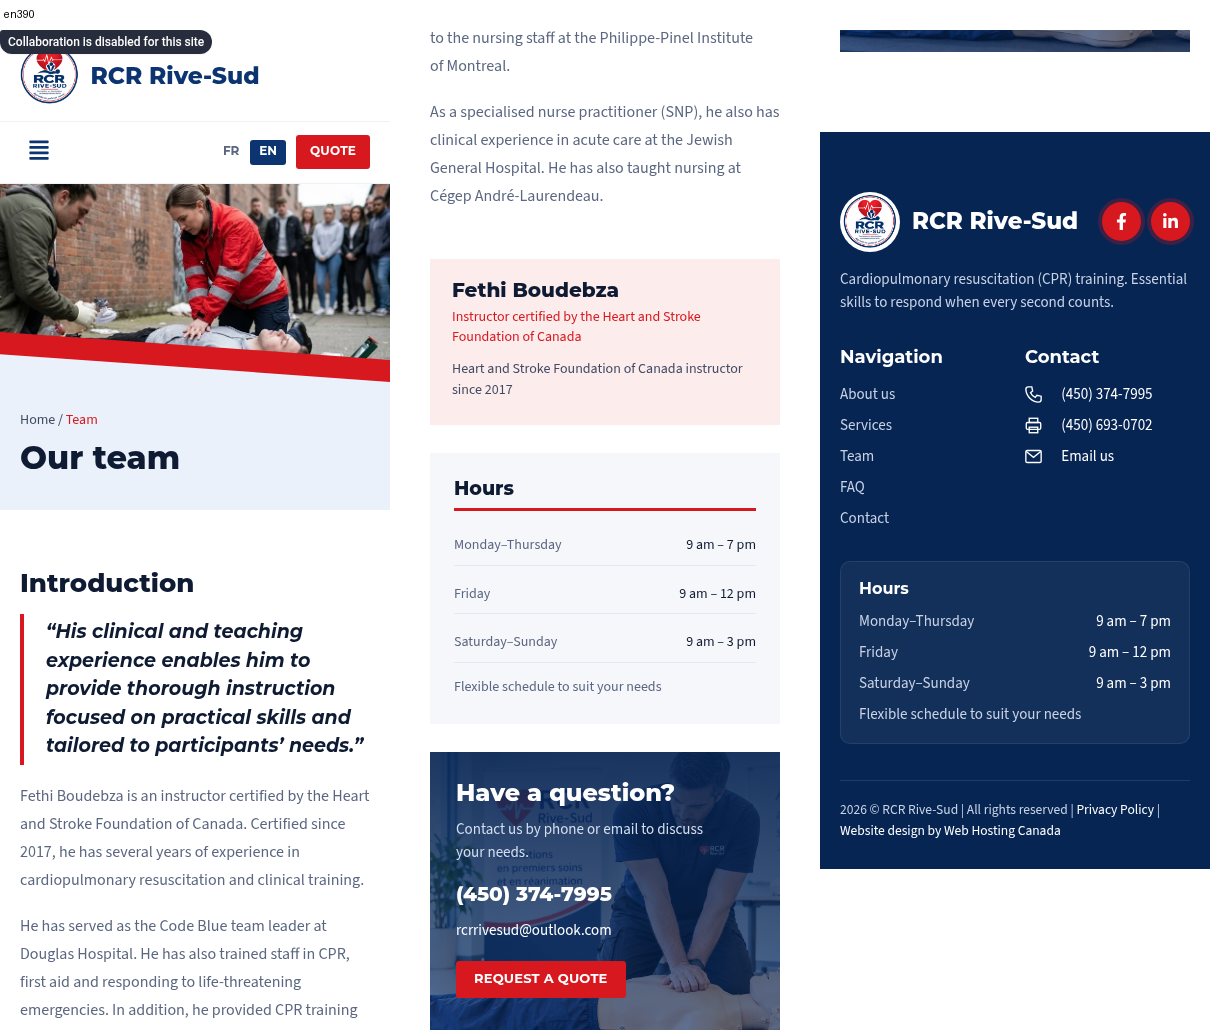 en390
Collaboration is disabled for this site
RCR
RIVE-SUD
RCR Rive-Sud
FR EN QUOTE
Home / Team
Our team
Introduction
“His clinical and teaching
experience enables him to
provide thorough instruction
focused on practical skills and
tailored to participants’ needs.”
Fethi Boudebza is an instructor certified by the Heart
and Stroke Foundation of Canada. Certified since
2017, he has several years of experience in
cardiopulmonary resuscitation and clinical training.
He has served as the Code Blue team leader at
Douglas Hospital. He has also trained staff in CPR,
first aid and responding to life-threatening
emergencies. In addition, he provided CPR training
to the nursing staff at the Philippe-Pinel Institute
of Montreal.
As a specialised nurse practitioner (SNP), he also has
clinical experience in acute care at the Jewish
General Hospital. He has also taught nursing at
Cégep André-Laurendeau.
Fethi Boudebza
Instructor certified by the Heart and Stroke
Foundation of Canada
Heart and Stroke Foundation of Canada instructor
since 2017
Hours
Monday–Thursday 9 am – 7 pm
Friday 9 am – 12 pm
Saturday–Sunday 9 am – 3 pm
Flexible schedule to suit your needs
Have a question?
Contact us by phone or email to discuss
your needs.
en premiers soins
et en réanimation
RCR
(450) 374-7995
rcrrivesud@outlook.com
REQUEST A QUOTE
RCR
RIVE-SUD
RCR Rive-Sud
Cardiopulmonary resuscitation (CPR) training. Essential
skills to respond when every second counts.
Navigation
About us
Services
Team
FAQ
Contact
Contact
(450) 374-7995
(450) 693-0702
Email us
Hours
Monday–Thursday 9 am – 7 pm
Friday 9 am – 12 pm
Saturday–Sunday 9 am – 3 pm
Flexible schedule to suit your needs
2026 © RCR Rive-Sud | All rights reserved | Privacy Policy |
Website design by Web Hosting Canada